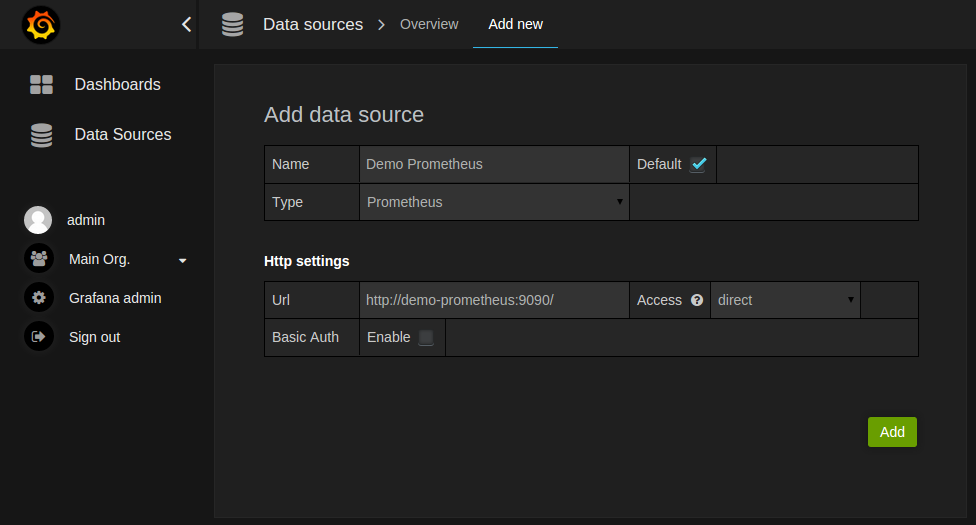 Data sources Overview Add new
Dashboards
Data Sources
admin
Main Org.
Grafana admin
Sign out
Add data source
Name Demo Prometheus Default
Type Prometheus
Http settings
Url http://demo-prometheus:9090/ Access direct
Basic Auth Enable
Add